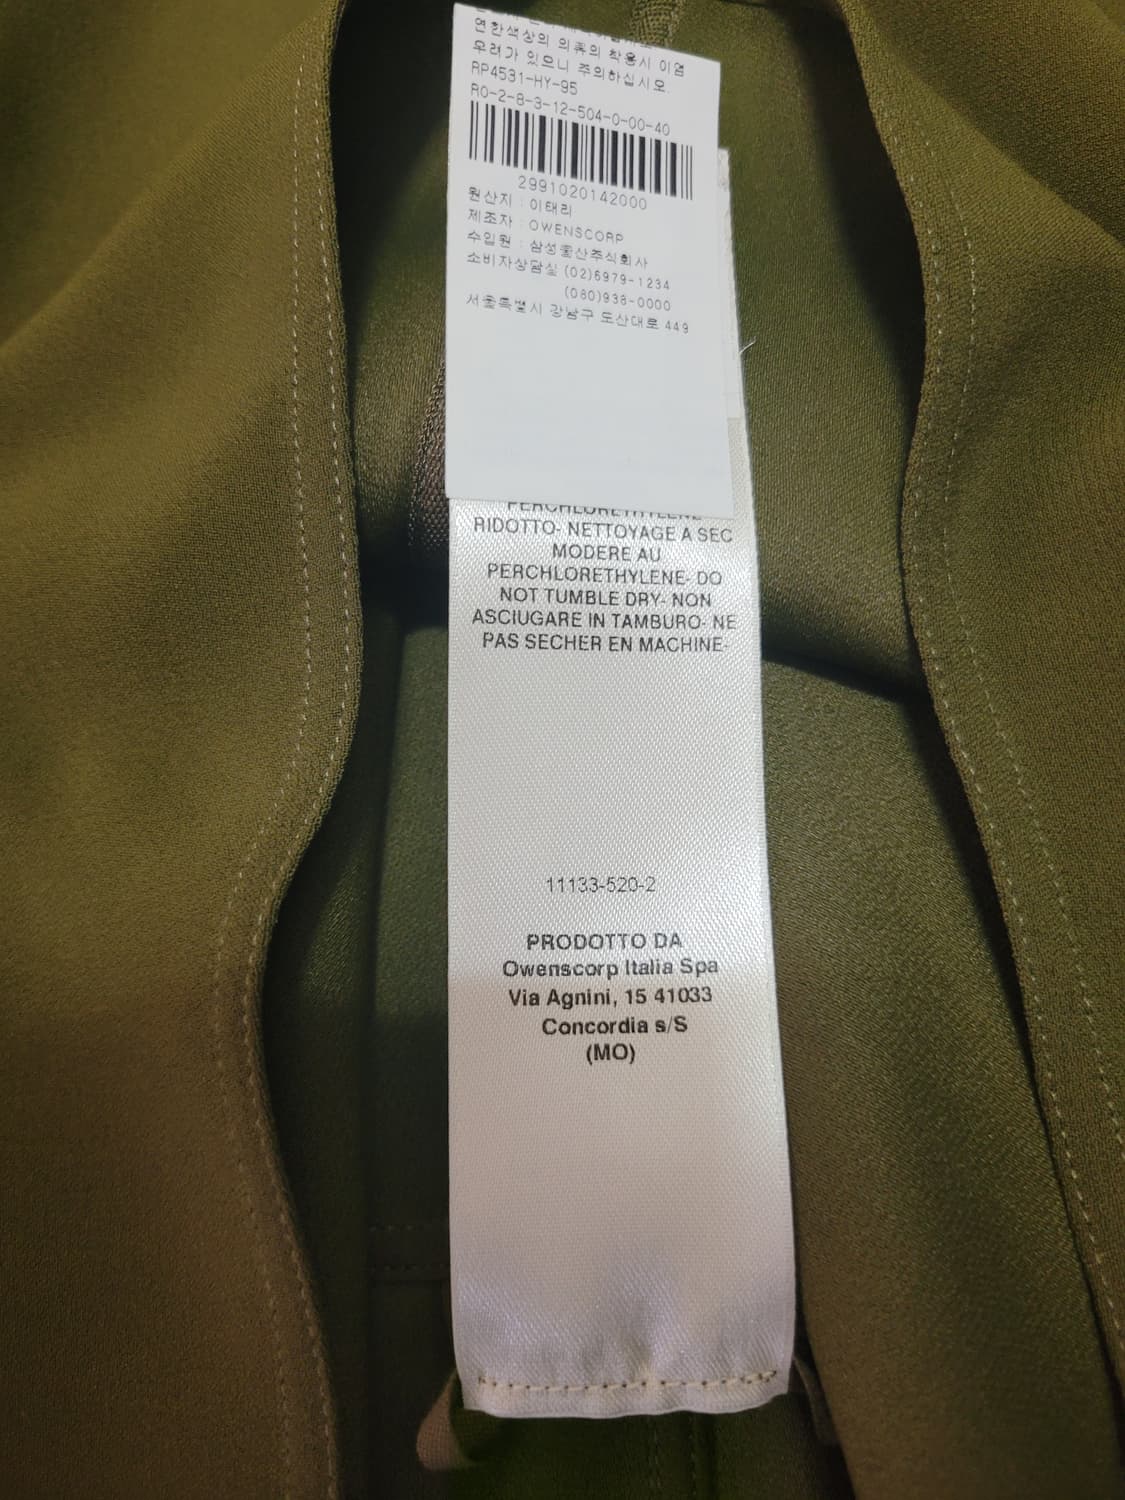 연한색상의 의류의 착용시 이염
우려가 있으니 주의하십시오.
RP4531-HY-95
R0-2-8-3-12-504-0-00-40
2991020142000
원산지 : 이태리
제조자 : OWENSCORP
수입원 : 삼성물산주식회사
소비자상담실 (02)6979-1234
(080)938-0000
서울특별시 강남구 도산대로 449
PERCHLORETHYLENE
RIDOTTO- NETTOYAGE A SEC
MODERE AU
PERCHLORETHYLENE- DO
NOT TUMBLE DRY- NON
ASCIUGARE IN TAMBURO- NE
PAS SECHER EN MACHINE-
11133-520-2
PRODOTTO DA
Owenscorp Italia Spa
Via Agnini, 15 41033
Concordia s/S
(MO)